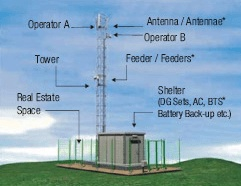 Operator A
Antenna / Antennae*
Operator B
Tower
Feeder / Feeders*
Real Estate
Space
Shelter
(DG Sets, AC, BTS*
Battery Back-up etc.)